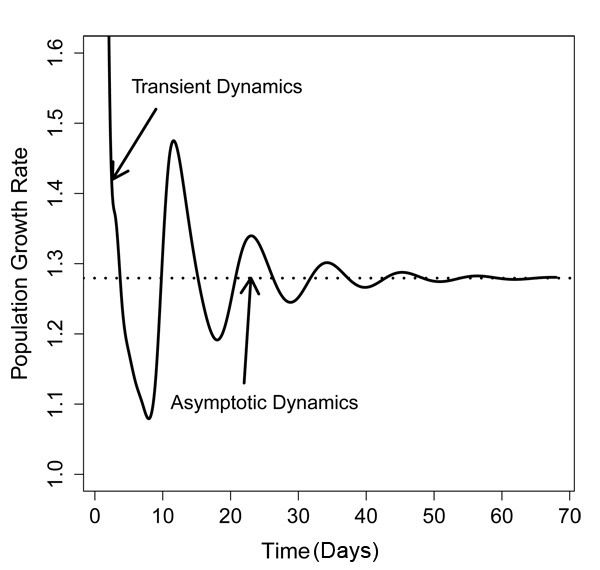 Population Growth Rate
1.6
1.5
1.4
1.3
1.2
1.1
1.0
Transient Dynamics
Asymptotic Dynamics
0 10 20 30 40 50 60 70
Time (Days)